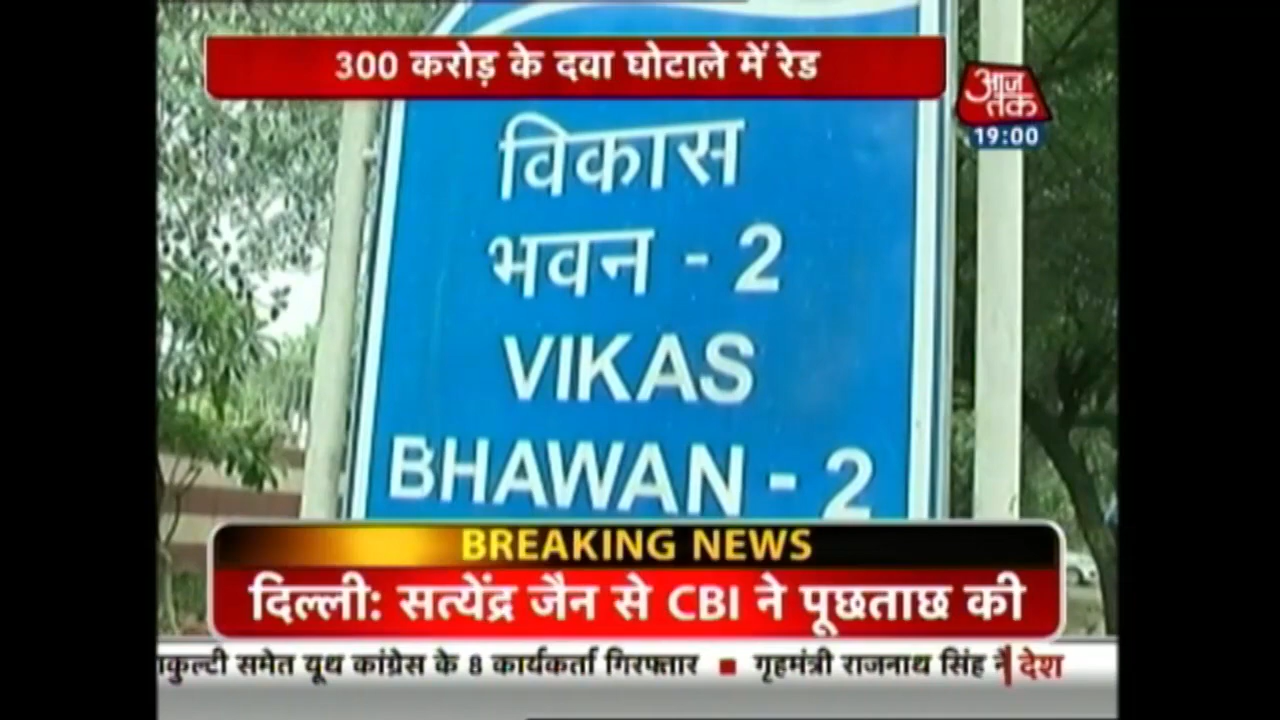 300 करोड़ के दवा घोटाले में रेड
आज तक
19:00
विकास
भवन - 2
VIKAS
BHAWAN - 2
BREAKING NEWS
दिल्ली: सत्येंद्र जैन से CBI ने पूछताछ की
समेत यूथ कांग्रेस के 8 कार्यकर्ता गिरफ्तार ■ गृहमंत्री राजनाथ सिंह देश